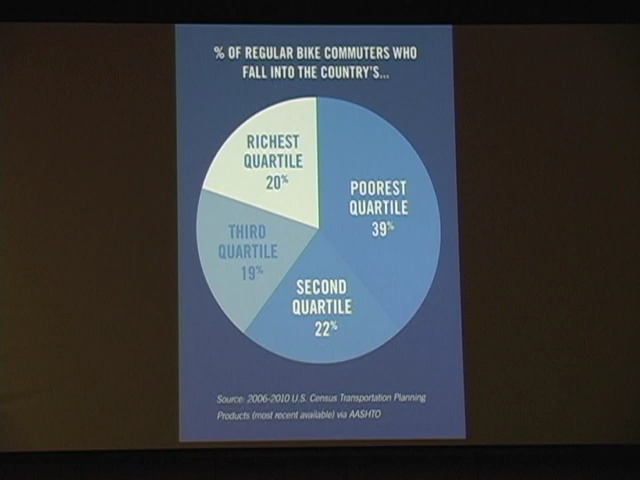 % OF REGULAR BIKE COMMUTERS WHO
FALL INTO THE COUNTRY'S...
RICHEST
QUARTILE
20%
POOREST
QUARTILE
39%
THIRD
QUARTILE
19%
SECOND
QUARTILE
22%
Source: 2006-2010 U.S. Census Transportation Planning
Products (most recent available) via AASHTO